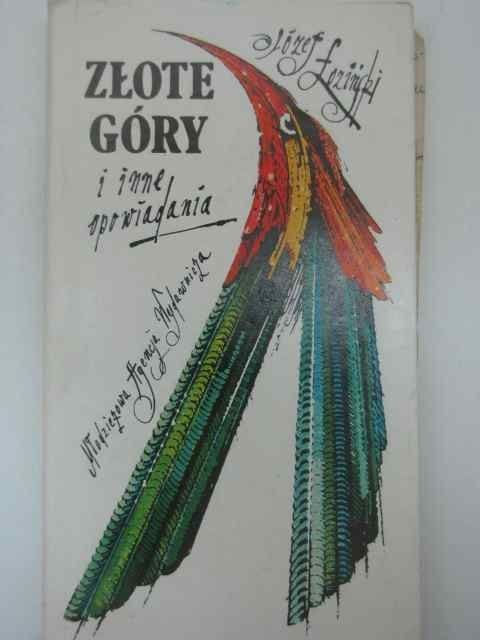 Józef
Łoziński
ZŁOTE
GÓRY
i inne
opowiadania
Młodzieżowa Agencja Wydawnicza